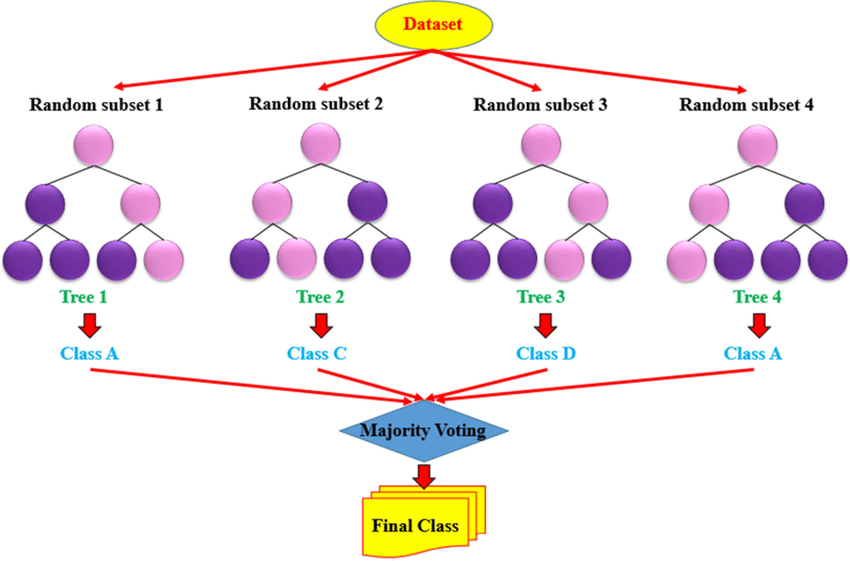 Dataset
Random subset 1
Random subset 2
Random subset 3
Random subset 4
Tree 1
Tree 2
Tree 3
Tree 4
Class A
Class C
Class D
Class A
Majority Voting
Final Class